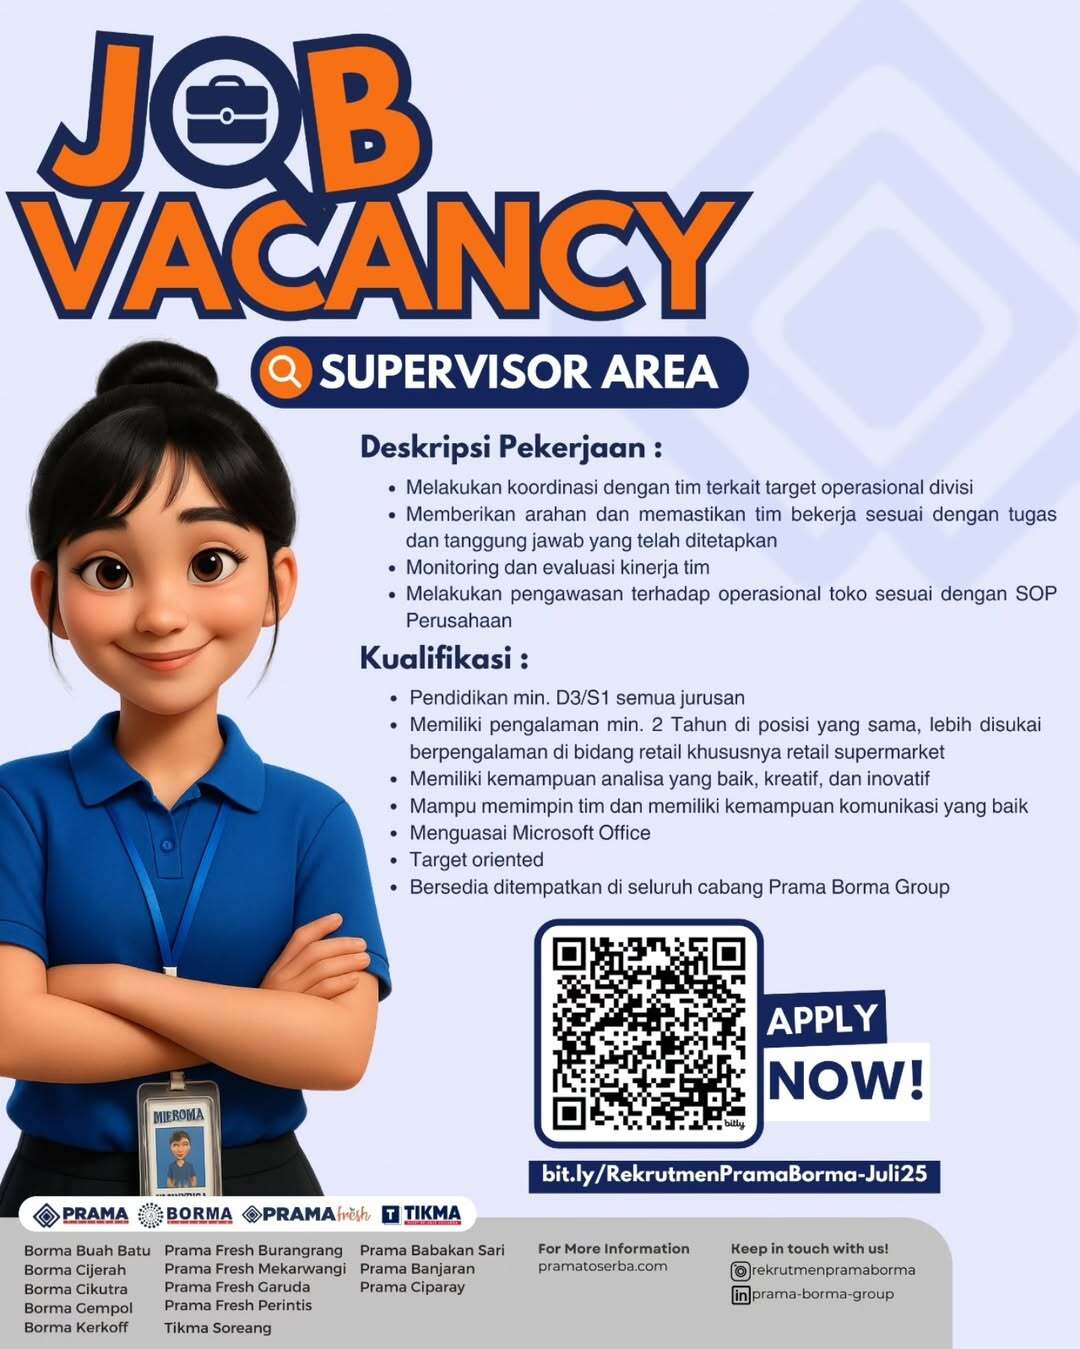 JOB
VACANCY
SUPERVISOR AREA
Deskripsi Pekerjaan :
• Melakukan koordinasi dengan tim terkait target operasional divisi
• Memberikan arahan dan memastikan tim bekerja sesuai dengan tugas
dan tanggung jawab yang telah ditetapkan
• Monitoring dan evaluasi kinerja tim
• Melakukan pengawasan terhadap operasional toko sesuai dengan SOP
Perusahaan
Kualifikasi :
• Pendidikan min. D3/S1 semua jurusan
• Memiliki pengalaman min. 2 Tahun di posisi yang sama, lebih disukai
berpengalaman di bidang retail khususnya retail supermarket
• Memiliki kemampuan analisa yang baik, kreatif, dan inovatif
• Mampu memimpin tim dan memiliki kemampuan komunikasi yang baik
• Menguasai Microsoft Office
• Target oriented
• Bersedia ditempatkan di seluruh cabang Prama Borma Group
bitly
APPLY
NOW!
bit.ly/RekrutmenPramaBorma-Juli25
MIEROMA
PRAMA
BORMA
PRAMA fresh
T TIKMA
Borma Buah Batu
Borma Cijerah
Borma Cikutra
Borma Gempol
Borma Kerkoff
Prama Fresh Burangrang
Prama Fresh Mekarwangi
Prama Fresh Garuda
Prama Fresh Perintis
Tikma Soreang
Prama Babakan Sari
Prama Banjaran
Prama Ciparay
For More Information
pramatoserba.com
Keep in touch with us!
rekrutmenpramaborma
in prama-borma-group